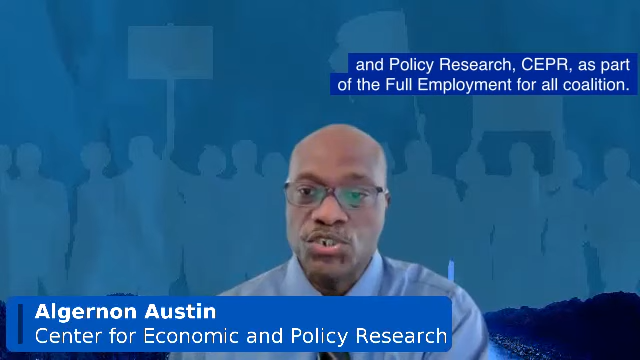 and Policy Research, CEPR, as part
of the Full Employment for all coalition.
Algernon Austin
Center for Economic and Policy Research